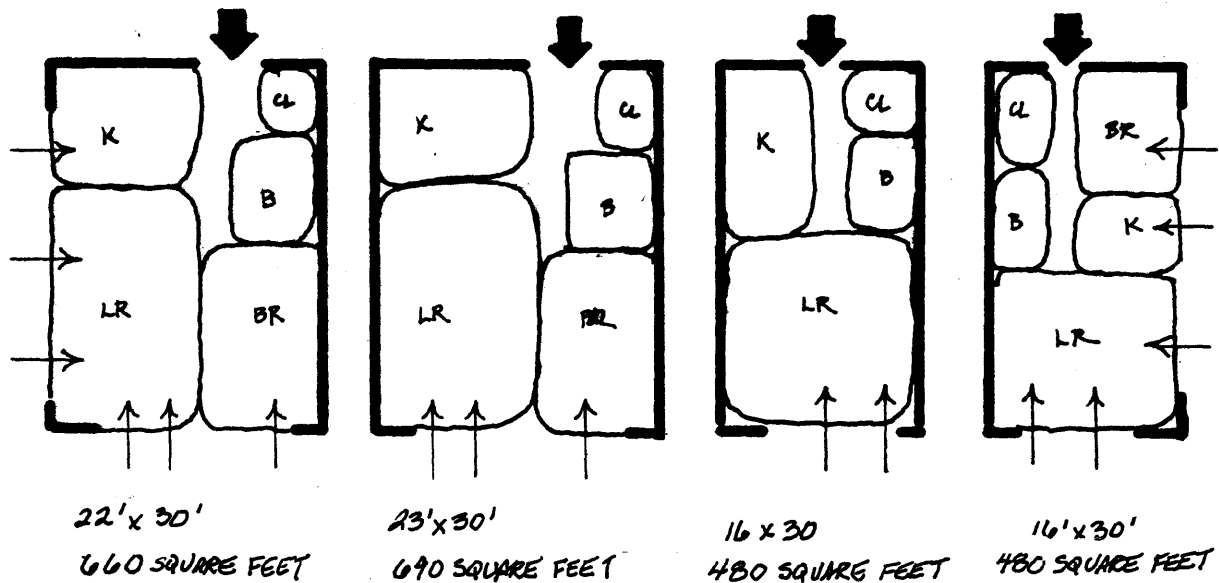 CL
K
B
LR
BR
22'x 30'
660 SQUARE FEET
CL
K
B
LR
BR
23'x30'
690 SQUARE FEET
CL
K
B
LR
16 x 30
480 SQUARE FEET
CL
BR
B
K
LR
16'x30'
480 SQUARE FEET